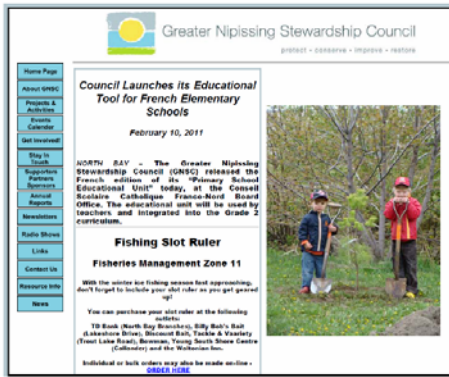 Greater Nipissing Stewardship Council
protect • conserve • improve • restore
Home Page
About GNSC
Projects &
Activities
Events
Calender
Get Involved!
Stay In
Touch
Supporters
Partners
Sponsors
Annual
Reports
Newsletters
Radio Shows
Links
Contact Us
Resource Info
News
Council Launches its Educational
Tool for French Elementary
Schools
February 10, 2011
NORTH BAY – The Greater Nipissing
Stewardship Council (GNSC) released the
French edition of its "Primary School
Educational Unit" today, at the Conseil
Scolaire Catholique Franco-Nord Board
Office. The educational unit will be used by
teachers and integrated into the Grade 2
curriculum.
Fishing Slot Ruler
Fisheries Management Zone 11
With the winter ice fishing season fast approaching,
don't forget to include your slot ruler as you get geared
up!
You can purchase your slot ruler at the following
outlets:
TD Bank (North Bay Branches), Billy Bob's Bait
(Lakeshore Drive), Discount Bait, Tackle & Vaariety
(Trout Lake Road), Bowman, Young South Shore Centre
(Callander) and the Waltonian Inn.
Individual or bulk orders may also be made on-line -
ORDER HERE